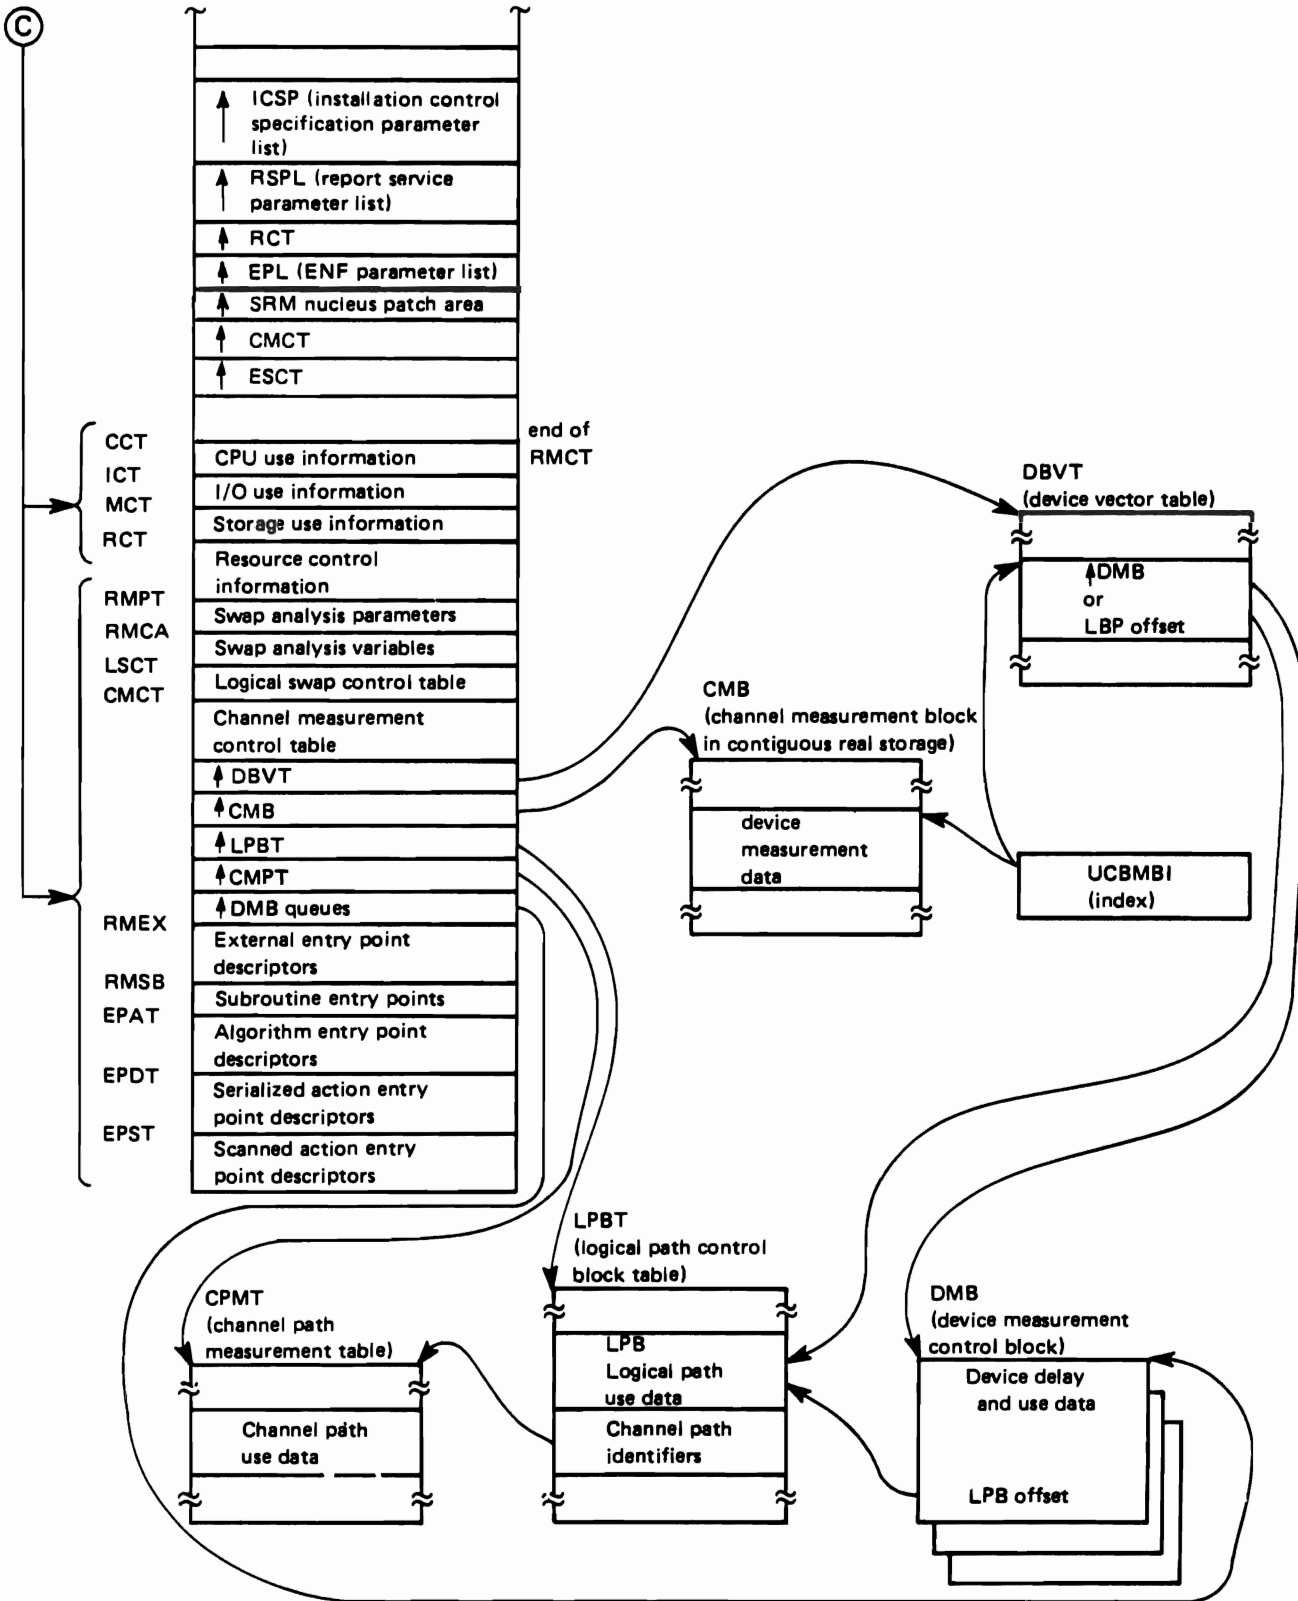 C
ICSP (installation control
specification parameter
list)
RSPL (report service
parameter list)
RCT
EPL (ENF parameter list)
SRM nucleus patch area
CMCT
ESCT
end of
RMCT
CCT
ICT
MCT
RCT
CPU use information
I/O use information
Storage use information
Resource control
information
RMPT
RMCA
LSCT
CMCT
Swap analysis parameters
Swap analysis variables
Logical swap control table
Channel measurement
control table
DBVT
CMB
LPBT
CMPT
DMB queues
RMEX
RMSB
EPAT
EPDT
EPST
External entry point
descriptors
Subroutine entry points
Algorithm entry point
descriptors
Serialized action entry
point descriptors
Scanned action entry
point descriptors
DBVT
(device vector table)
DMB
or
LBP offset
CMB
(channel measurement block
in contiguous real storage)
device
measurement
data
UCBMBI
(index)
LPBT
(logical path control
block table)
LPB
Logical path
use data
Channel path
identifiers
CPMT
(channel path
measurement table)
Channel path
use data
DMB
(device measurement
control block)
Device delay
and use data
LPB offset